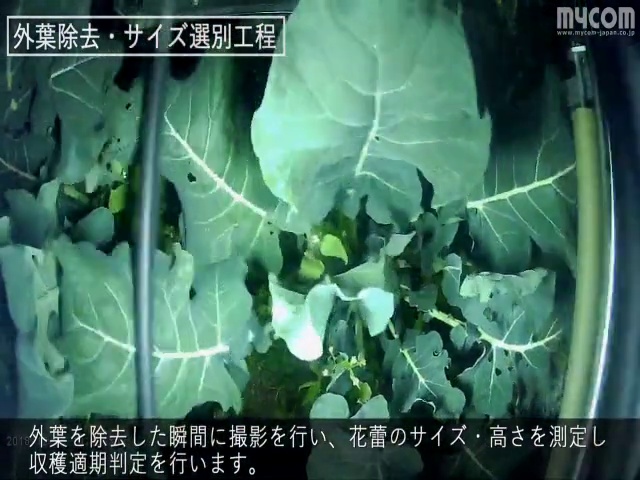 外葉除去・サイズ選別工程
mycom
www.mycom-japan.co.jp
外葉を除去した瞬間に撮影を行い、花蕾のサイズ・高さを測定し
収穫適期判定を行います。